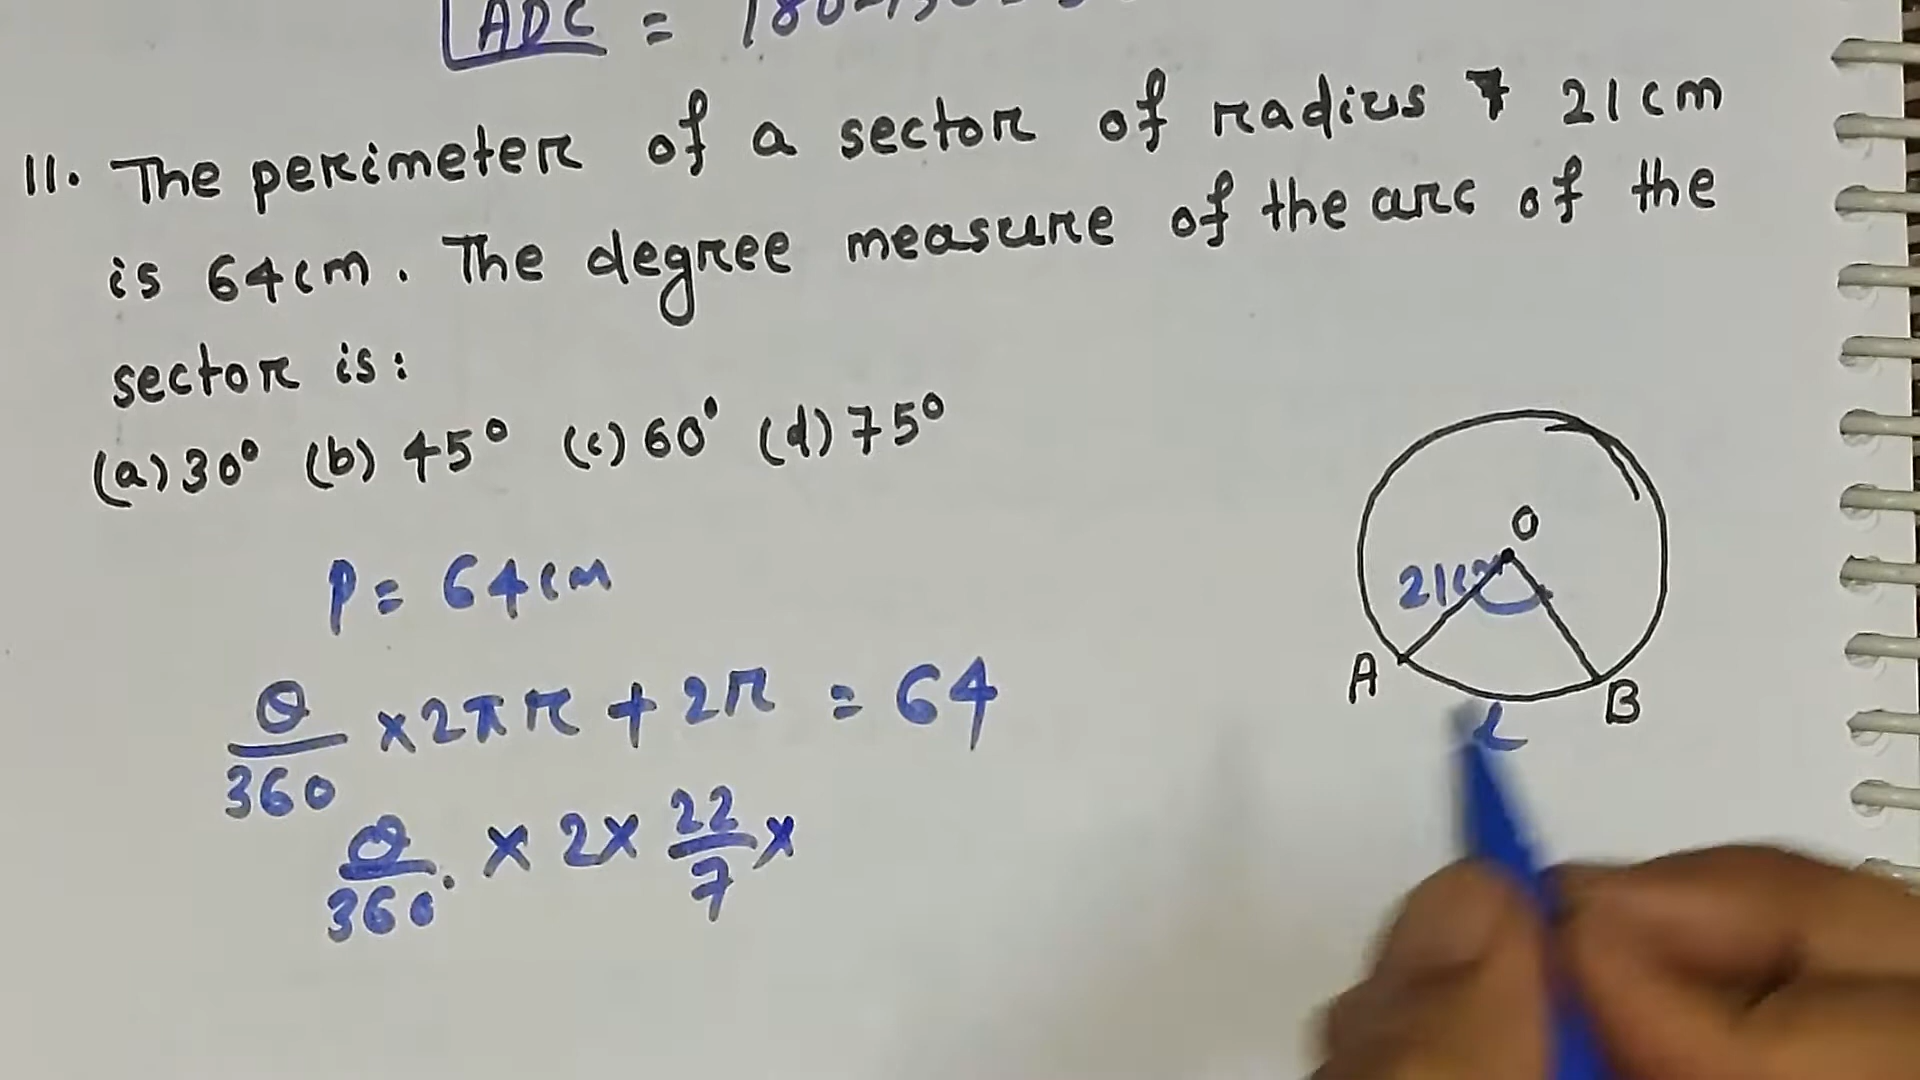 ADC = 180-
11. The perimeter of a sector of radius 21cm
is 64cm. The degree measure of the arc of the
sector is:
(a) 30° (b) 45° (c) 60° (d) 75°
O
21cm
A
B
l
P = 64cm
θ/360 × 2πr + 2r = 64
θ/360. × 2 × 22/7 ×